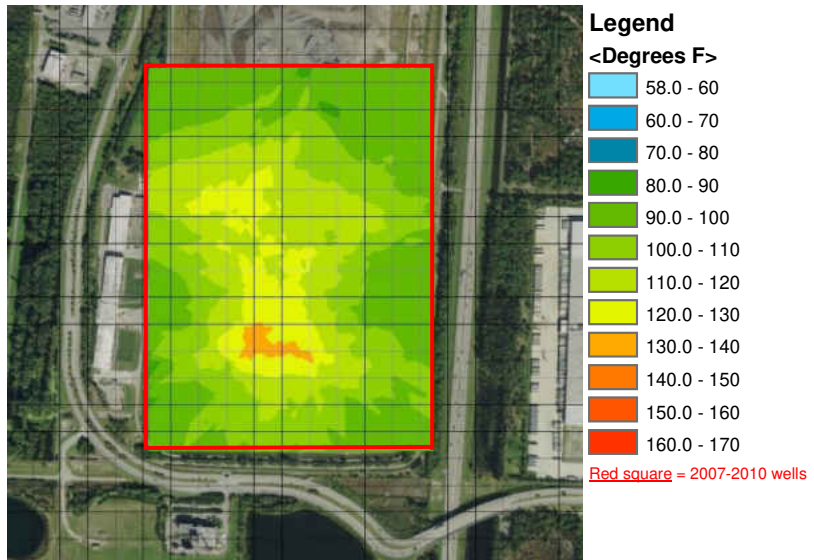 Legend
<Degrees F>
58.0 - 60
60.0 - 70
70.0 - 80
80.0 - 90
90.0 - 100
100.0 - 110
110.0 - 120
120.0 - 130
130.0 - 140
140.0 - 150
150.0 - 160
160.0 - 170
Red square = 2007-2010 wells